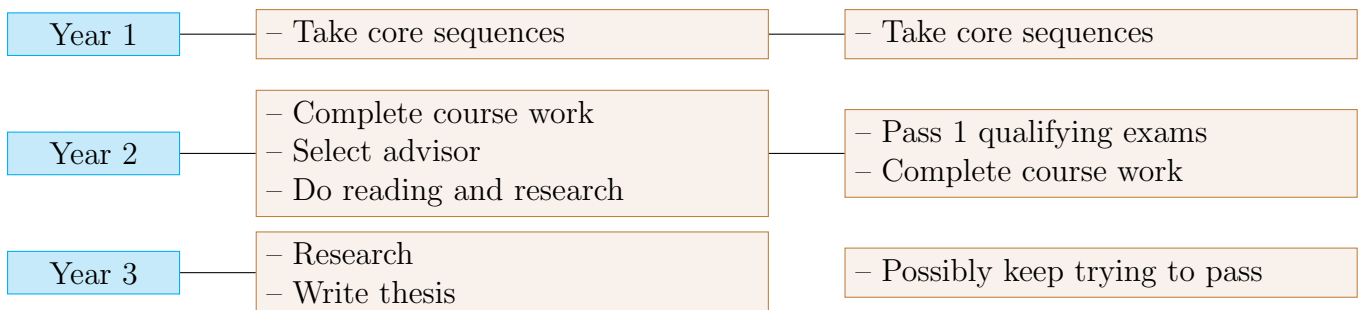 Year 1
– Take core sequences
– Take core sequences
Year 2
– Complete course work
– Select advisor
– Do reading and research
– Pass 1 qualifying exams
– Complete course work
Year 3
– Research
– Write thesis
– Possibly keep trying to pass